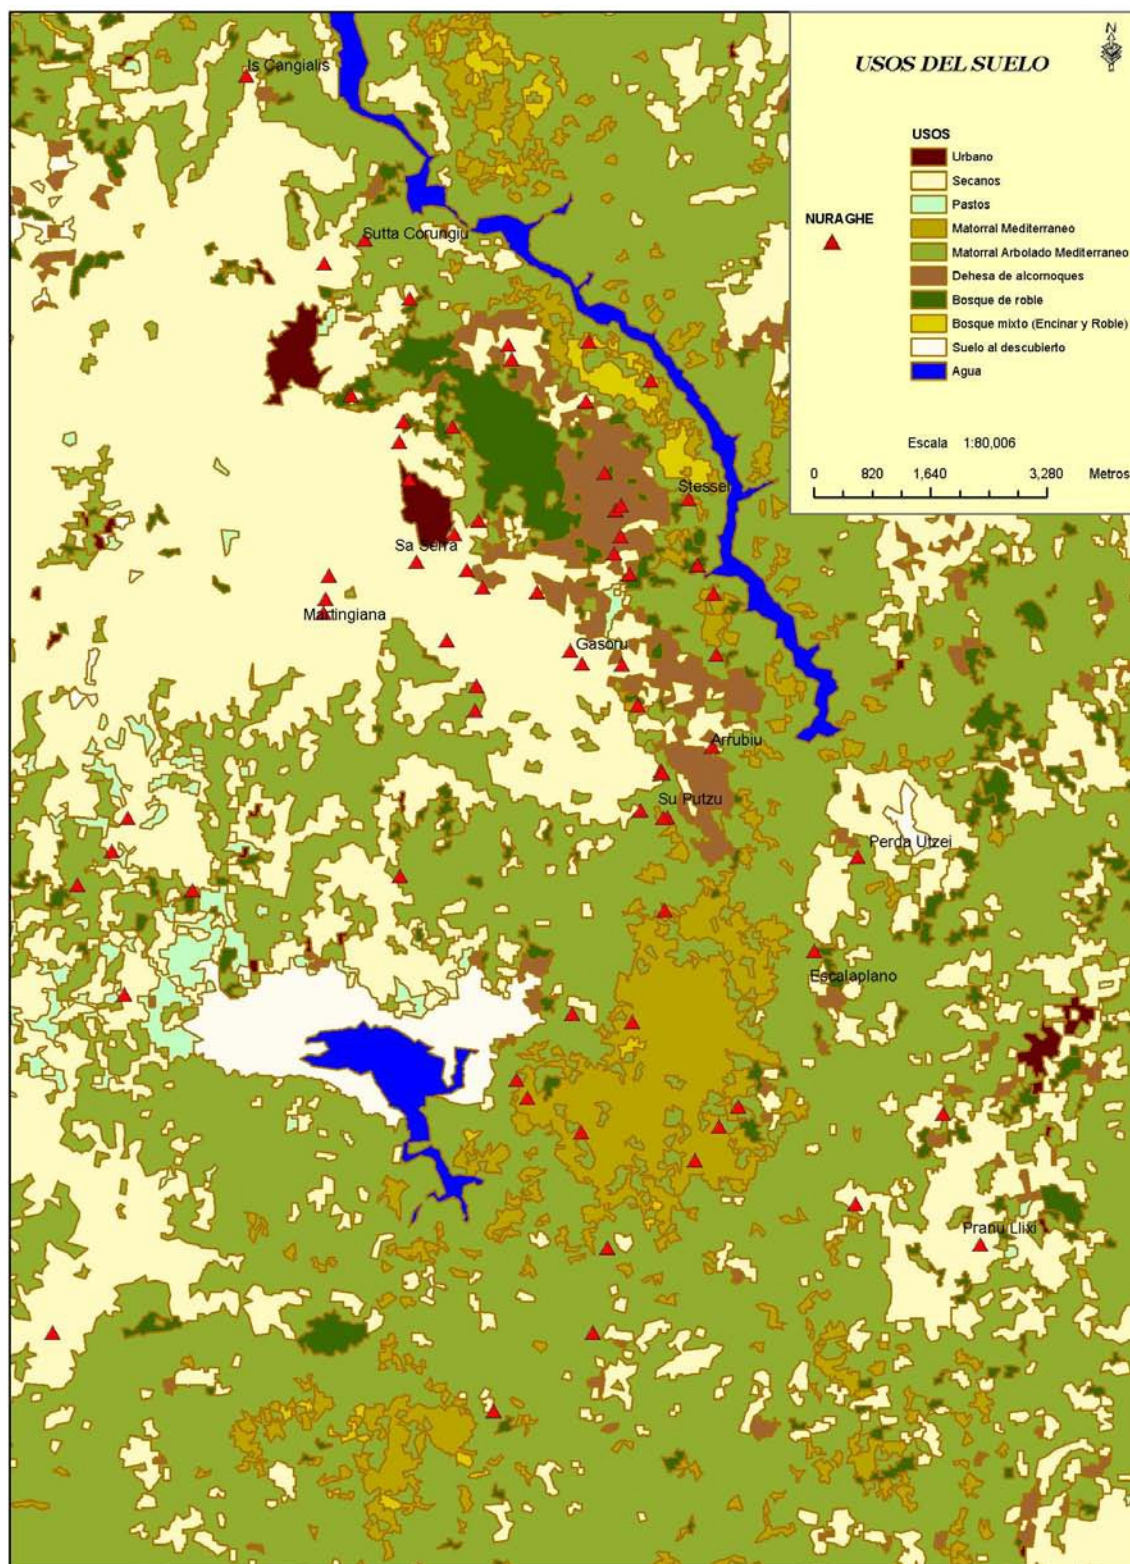 N
USOS DEL SUELO
USOS
Urbano
Secanos
Pastos
Matorral Mediterraneo
Matorral Arbolado Mediterraneo
Dehesa de alcornoques
Bosque de roble
Bosque mixto (Encinar y Roble)
Suelo al descubierto
Agua
NURAGHE
Escala 1:80,006
0 820 1,640 3,280 Metros
Is Cangialis
Sutta Corungiu
Stessei
Sa Serra
Martingiana
Gasoru
Arrubiu
Su Putzu
Perda Utzei
Escalaplano
Pranu Llixi